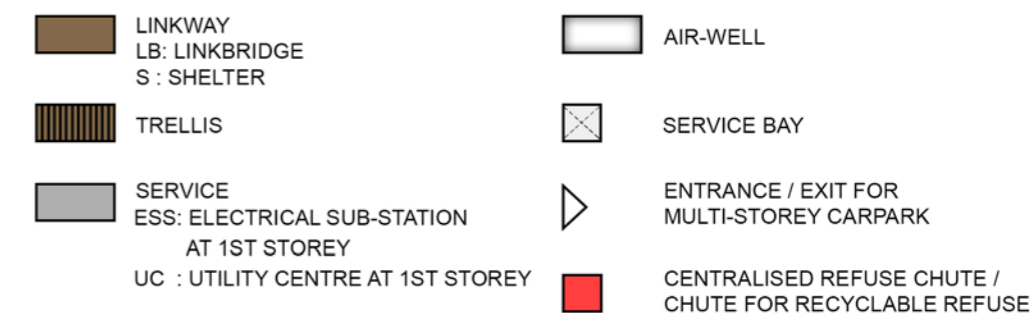 LINKWAY
LB: LINKBRIDGE
S : SHELTER
TRELLIS
SERVICE
ESS: ELECTRICAL SUB-STATION
AT 1ST STOREY
UC : UTILITY CENTRE AT 1ST STOREY
AIR-WELL
SERVICE BAY
ENTRANCE / EXIT FOR
MULTI-STOREY CARPARK
CENTRALISED REFUSE CHUTE /
CHUTE FOR RECYCLABLE REFUSE